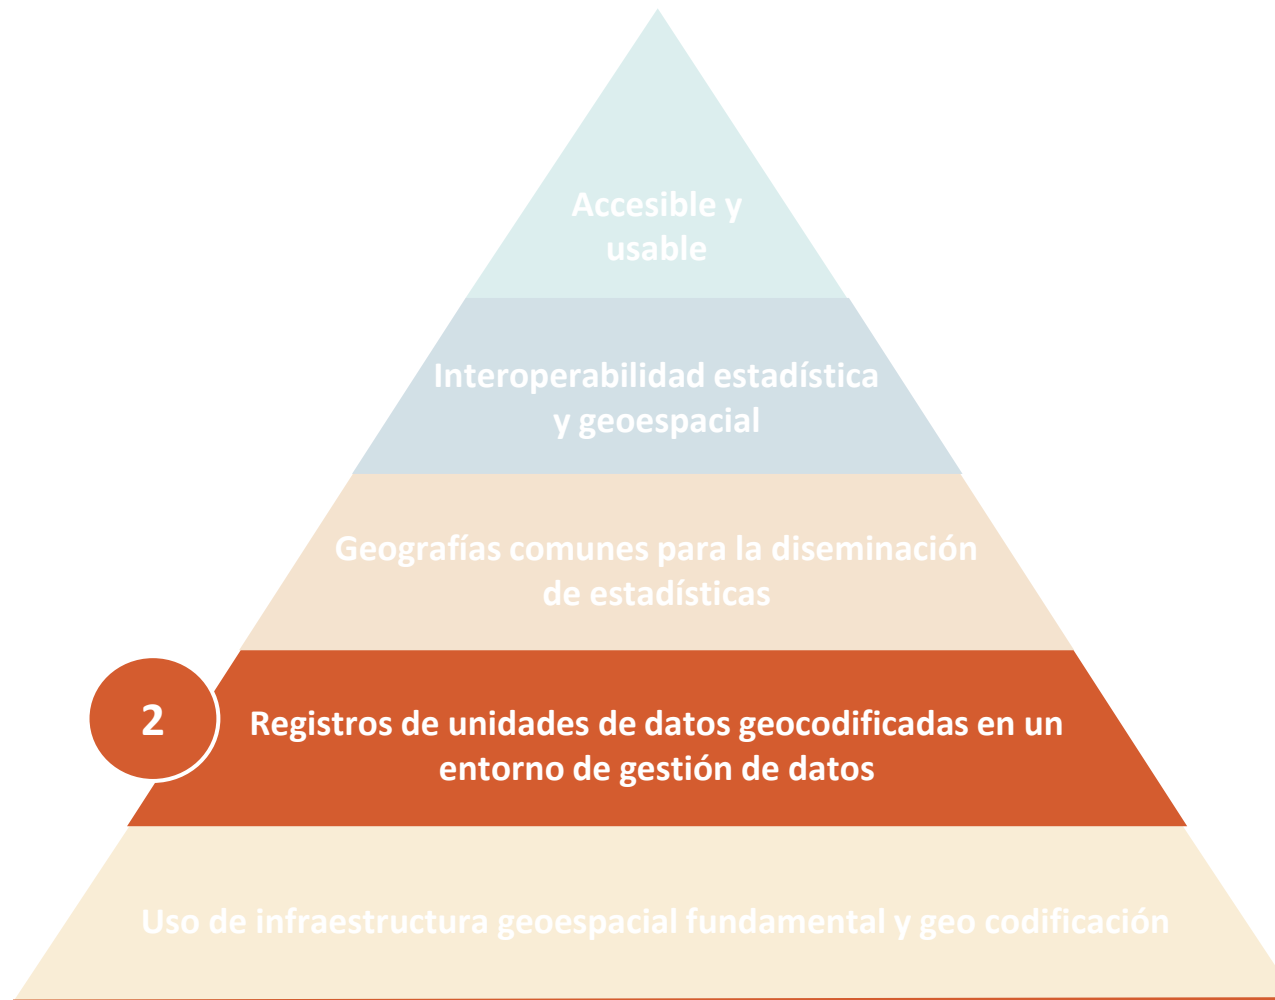 Accesible y
usable
Interoperabilidad estadística
y geoespacial
Geografías comunes para la diseminación
de estadísticas
2
Registros de unidades de datos geocodificadas en un
entorno de gestión de datos
Uso de infraestructura geoespacial fundamental y geo codificación